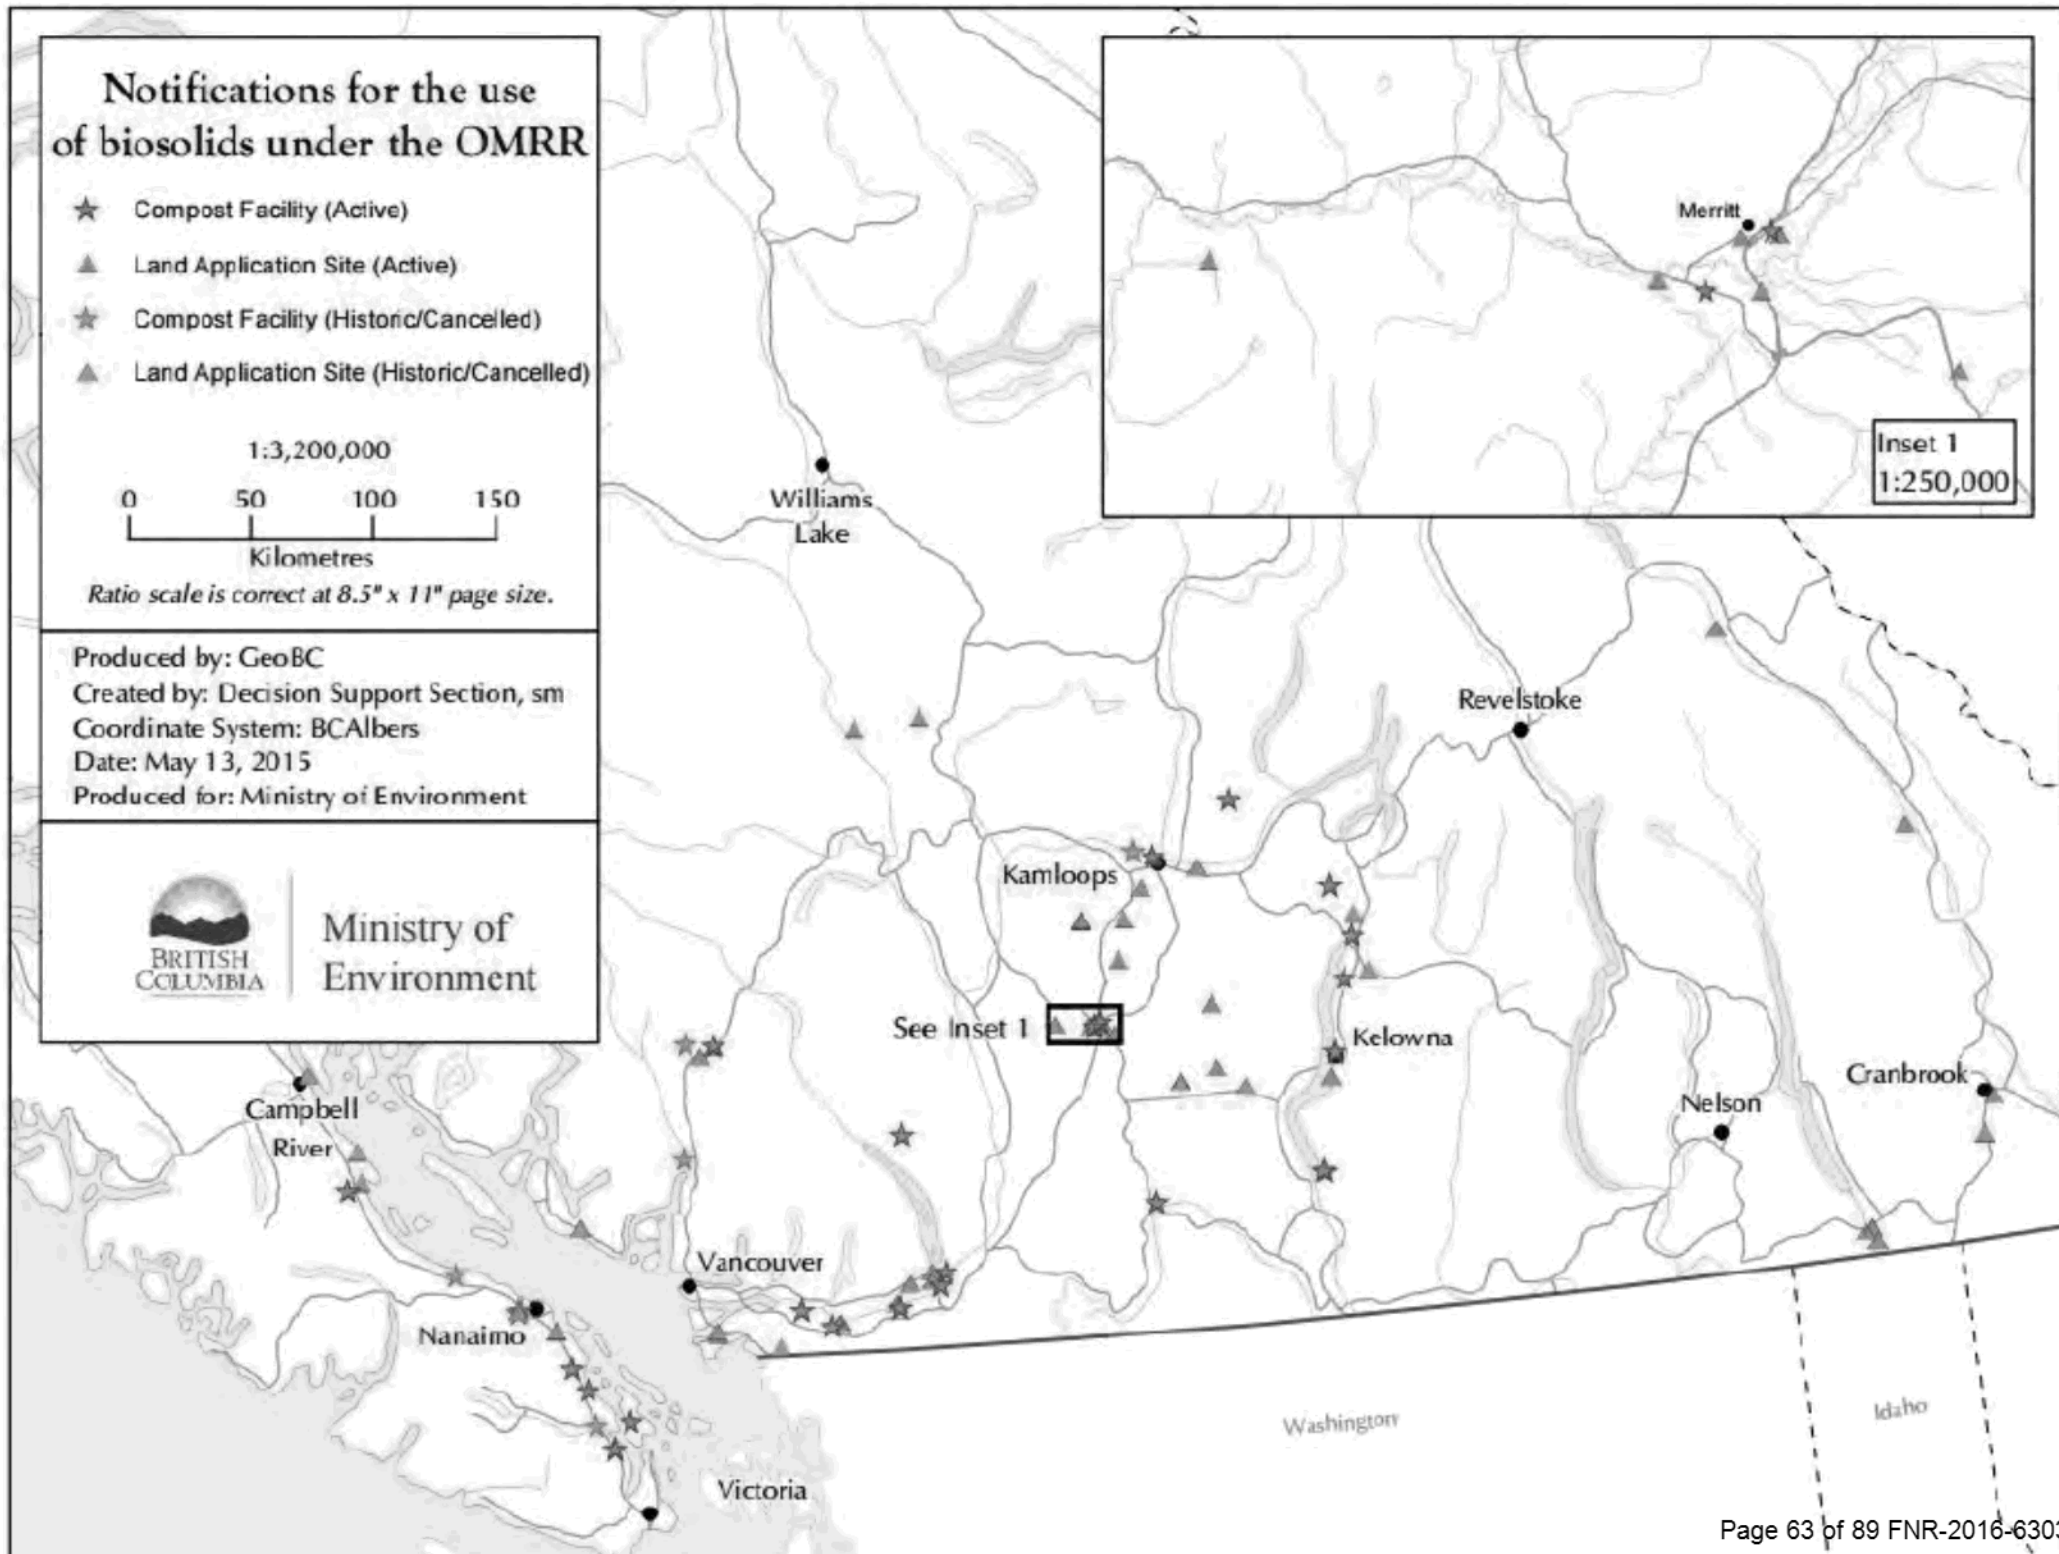 Notifications for the use
of biosolids under the OMRR
Compost Facility (Active)
Land Application Site (Active)
Compost Facility (Historic/Cancelled)
Land Application Site (Historic/Cancelled)
1:3,200,000
0 50 100 150
Kilometres
Ratio scale is correct at 8.5" x 11" page size.
Produced by: GeoBC
Created by: Decision Support Section, sm
Coordinate System: BCAlbers
Date: May 13, 2015
Produced for: Ministry of Environment
BRITISH
COLUMBIA
Ministry of
Environment
Merritt
Inset 1
1:250,000
Williams
Lake
Revelstoke
Kamloops
See Inset 1
Kelowna
Cranbrook
Nelson
Campbell
River
Vancouver
Nanaimo
Victoria
Washington
Idaho
Page 63 of 89 FNR-2016-6303